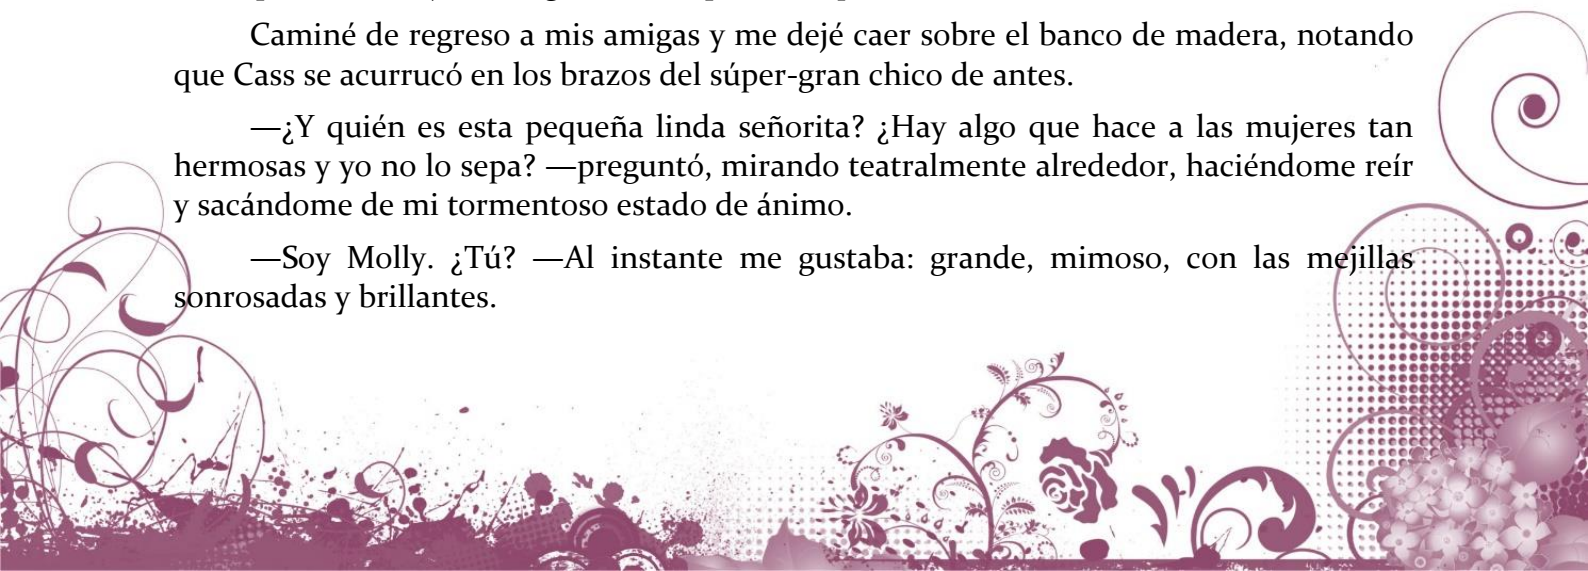 Caminé de regreso a mis amigas y me dejé caer sobre el banco de madera, notando
que Cass se acurrucó en los brazos del súper-gran chico de antes.
—¿Y quién es esta pequeña linda señorita? ¿Hay algo que hace a las mujeres tan
hermosas y yo no lo sepa? —preguntó, mirando teatralmente alrededor, haciéndome reír
y sacándome de mi tormentoso estado de ánimo.
—Soy Molly. ¿Tú? —Al instante me gustaba: grande, mimoso, con las mejillas
sonrosadas y brillantes.